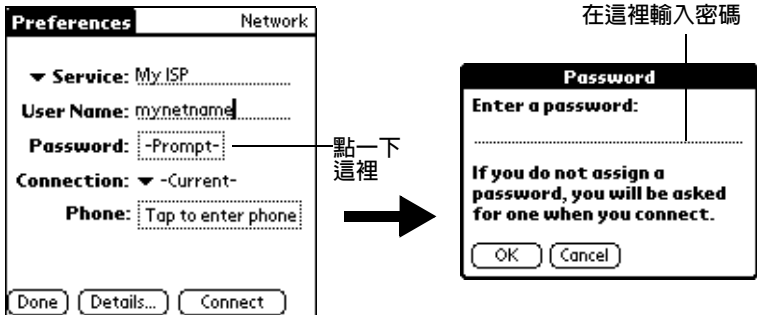 Preferences Network
Service: My ISP
User Name: mynetname
Password: -Prompt-
Connection: -Current-
Phone: Tap to enter phone
Done Details... Connect
點一下
這裡
在這裡輸入密碼
Password
Enter a password:
If you do not assign a
password, you will be asked
for one when you connect.
OK Cancel